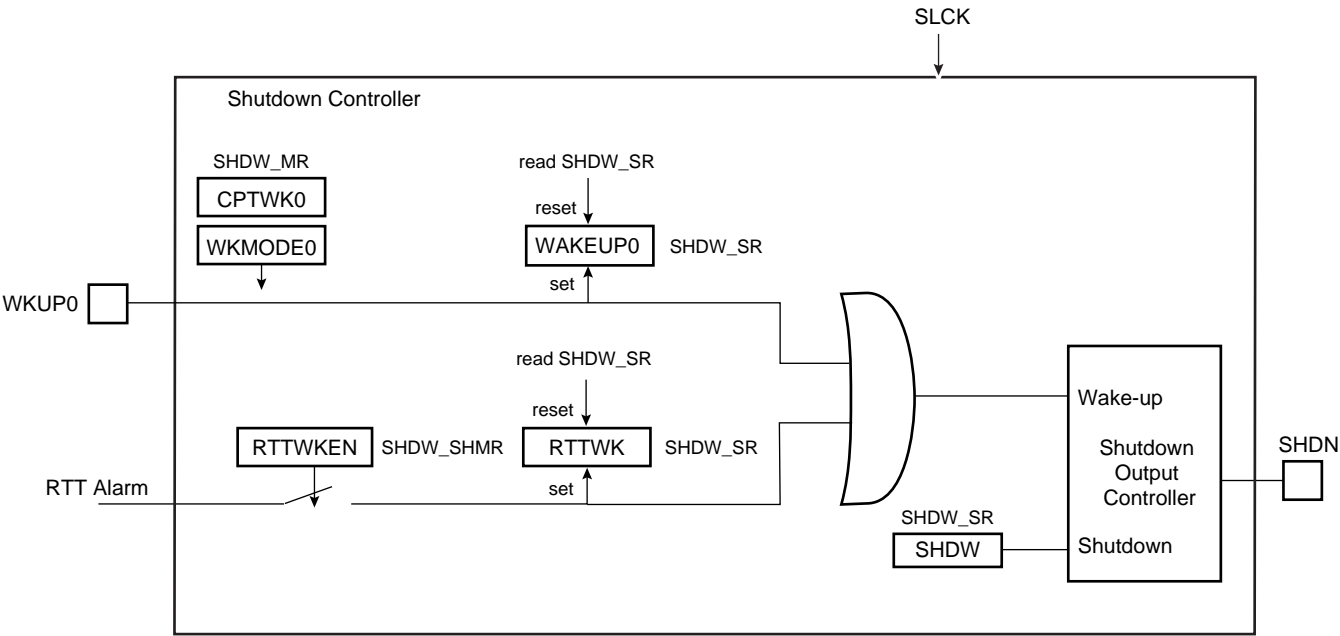 SLCK
Shutdown Controller
SHDW_MR
CPTWK0
WKMODE0
read SHDW_SR
reset
WAKEUP0
SHDW_SR
set
WKUP0
read SHDW_SR
reset
RTTWKEN
SHDW_SHMR
RTTWK
SHDW_SR
set
RTT Alarm
Wake-up
Shutdown
Output
Controller
SHDN
SHDW_SR
SHDW
Shutdown